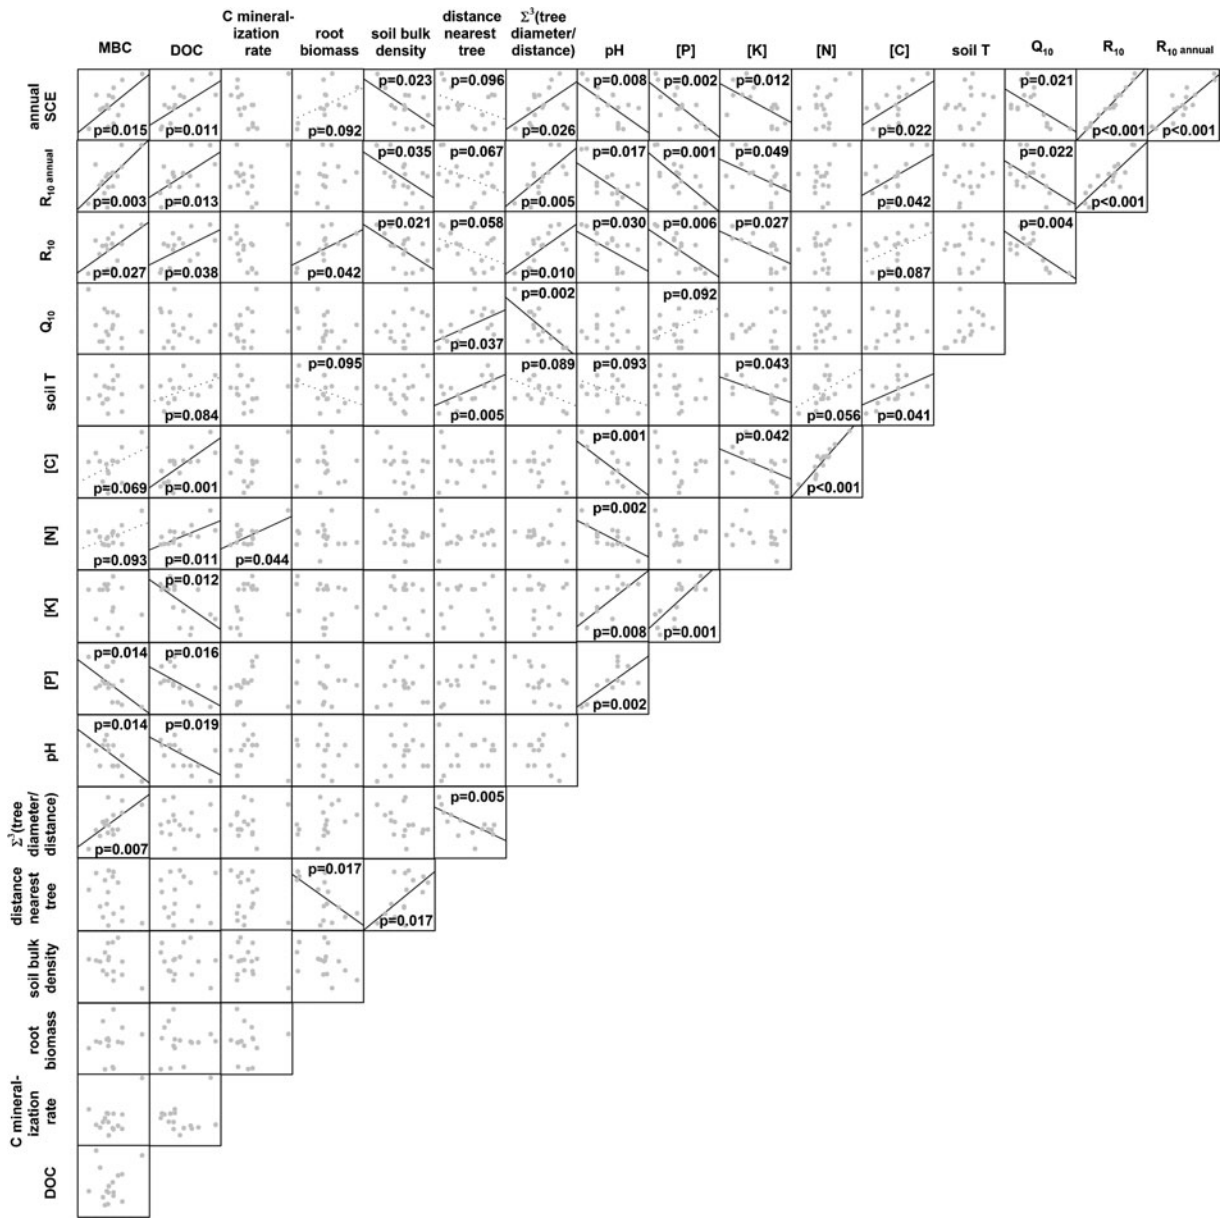 C mineral-
ization
rate
distance
nearest
tree
Σ³(tree
diameter/
distance)
MBC DOC root
biomass soil bulk
density pH [P] [K] [N] [C] soil T Q10 R10 R10 annual
annual
SCE
p=0.023 p=0.096 p=0.008 p=0.002 p=0.012 p=0.021
p=0.015 p=0.011 p=0.092 p=0.026 p=0.022 p<0.001 p<0.001
R10 annual
p=0.035 p=0.067 p=0.017 p=0.001 p=0.049 p=0.022
p=0.003 p=0.013 p=0.005 p=0.042 p<0.001
R10
p=0.021 p=0.058 p=0.030 p=0.006 p=0.027 p=0.004
p=0.027 p=0.038 p=0.042 p=0.010 p=0.087
Q10
p=0.002 p=0.092
p=0.037
soil T
p=0.095 p=0.089 p=0.093 p=0.043
p=0.084 p=0.005 p=0.056 p=0.041
[C]
p=0.001 p=0.042
p=0.069 p=0.001 p<0.001
[N]
p=0.002
p=0.093 p=0.011 p=0.044
[K]
p=0.012
p=0.008 p=0.001
[P]
p=0.014 p=0.016
p=0.002
pH
p=0.014 p=0.019
Σ³(tree
diameter/
distance)
p=0.005
p=0.007
distance
nearest
tree
p=0.017
p=0.017
soil bulk
density
root
biomass
C mineral-
ization
rate
DOC